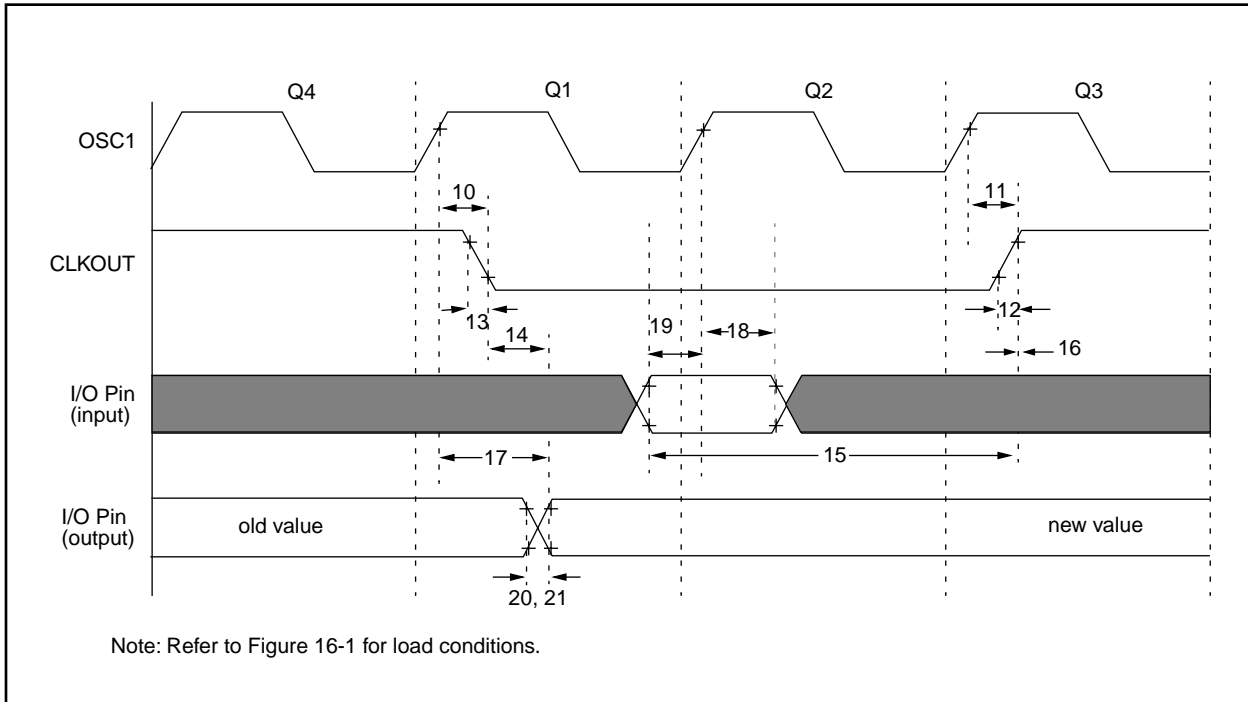 Q4 Q1 Q2 Q3
OSC1
10 11
CLKOUT
13 14 19 18 12 16
I/O Pin
(input)
17 15
I/O Pin
(output)
old value new value
20, 21
Note: Refer to Figure 16-1 for load conditions.